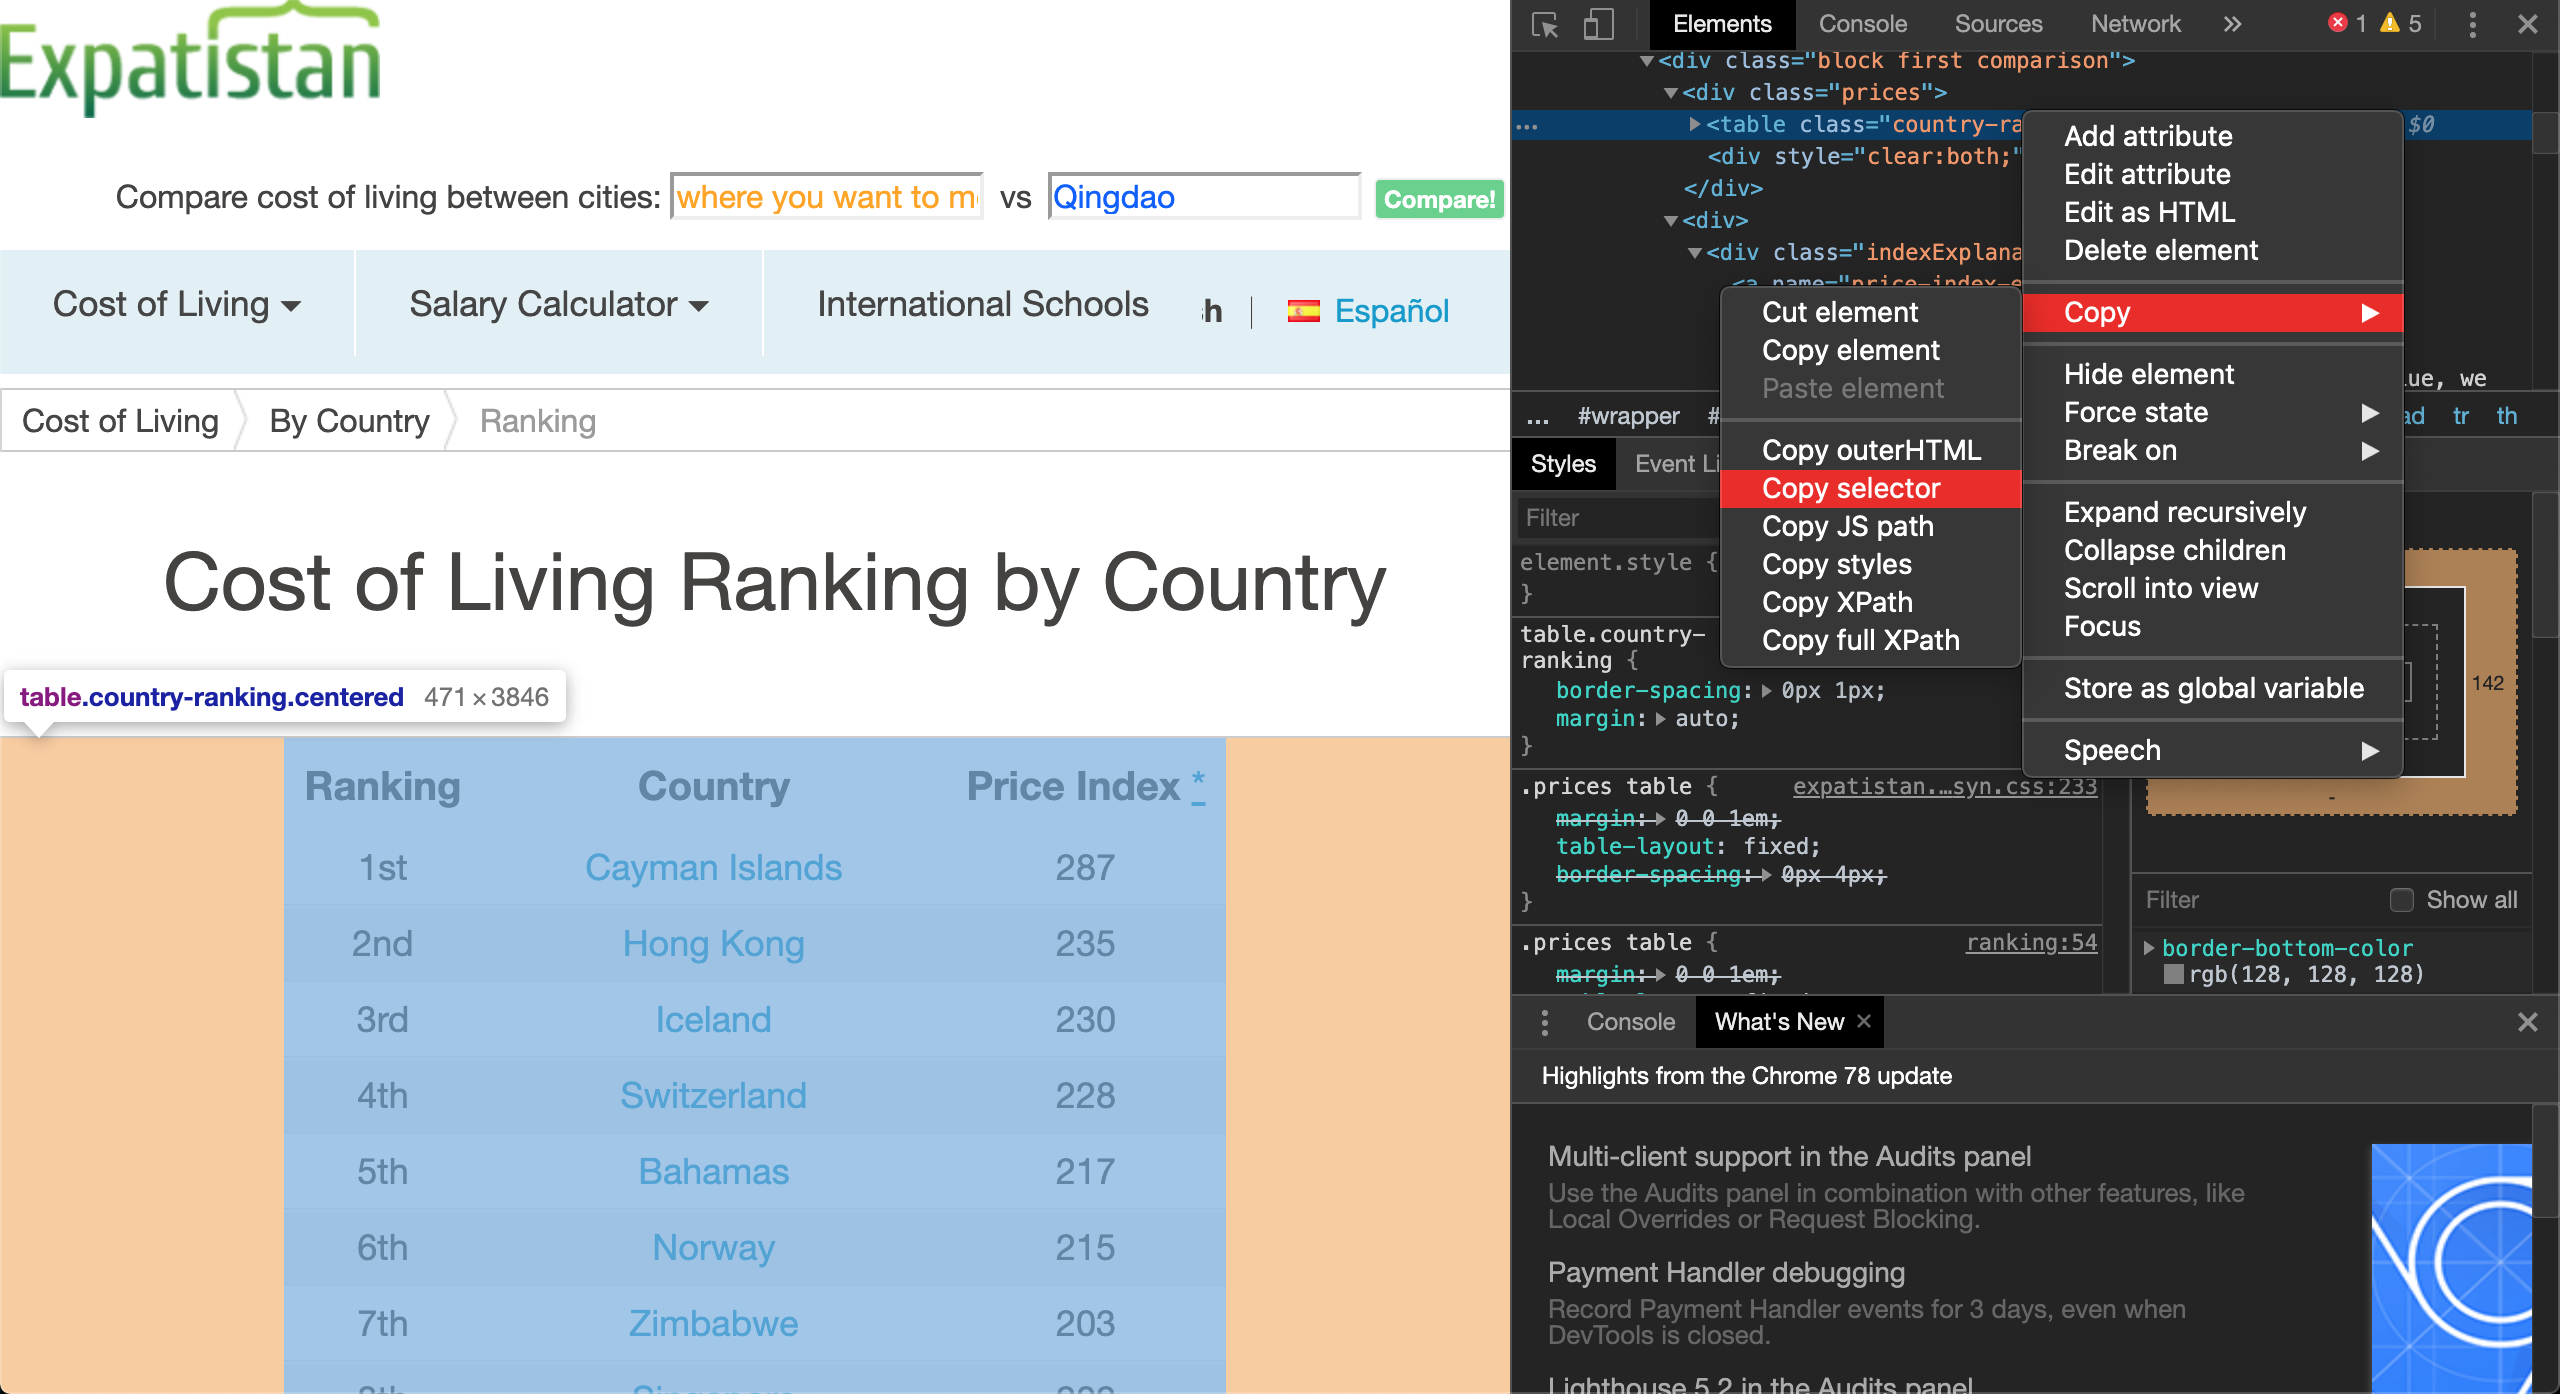 Expatistan
Compare cost of living between cities: where you want to m vs Qingdao Compare!
Cost of Living Salary Calculator International Schools h | Español
Cost of Living By Country Ranking
Cost of Living Ranking by Country
table.country-ranking.centered 471 × 3846
Ranking Country Price Index *
1st Cayman Islands 287
2nd Hong Kong 235
3rd Iceland 230
4th Switzerland 228
5th Bahamas 217
6th Norway 215
7th Zimbabwe 203
Elements Console Sources Network » 1 5
<div class="block first comparison">
<div class="prices">
... <table class="country-ra $0
<div style="clear:both;"
</div>
<div>
<div class="indexExplana
<a name="price-index-e
ue, we
... #wrapper # ad tr th
Add attribute
Edit attribute
Edit as HTML
Delete element
Copy
Hide element
Force state
Break on
Expand recursively
Collapse children
Scroll into view
Focus
Store as global variable
Speech
Cut element
Copy element
Paste element
Copy outerHTML
Copy selector
Copy JS path
Copy styles
Copy XPath
Copy full XPath
Styles Event Li
Filter
element.style {
}
table.country-
ranking {
border-spacing: 0px 1px;
margin: auto;
}
.prices table { expatistan.…syn.css:233
margin: 0 0 1em;
table-layout: fixed;
border-spacing: 0px 4px;
}
.prices table { ranking:54
margin: 0 0 1em;
142
-
Filter Show all
border-bottom-color
rgb(128, 128, 128)
Console What's New ×
Highlights from the Chrome 78 update
Multi-client support in the Audits panel
Use the Audits panel in combination with other features, like
Local Overrides or Request Blocking.
Payment Handler debugging
Record Payment Handler events for 3 days, even when
DevTools is closed.
Lighthouse 5.2 in the Audits panel